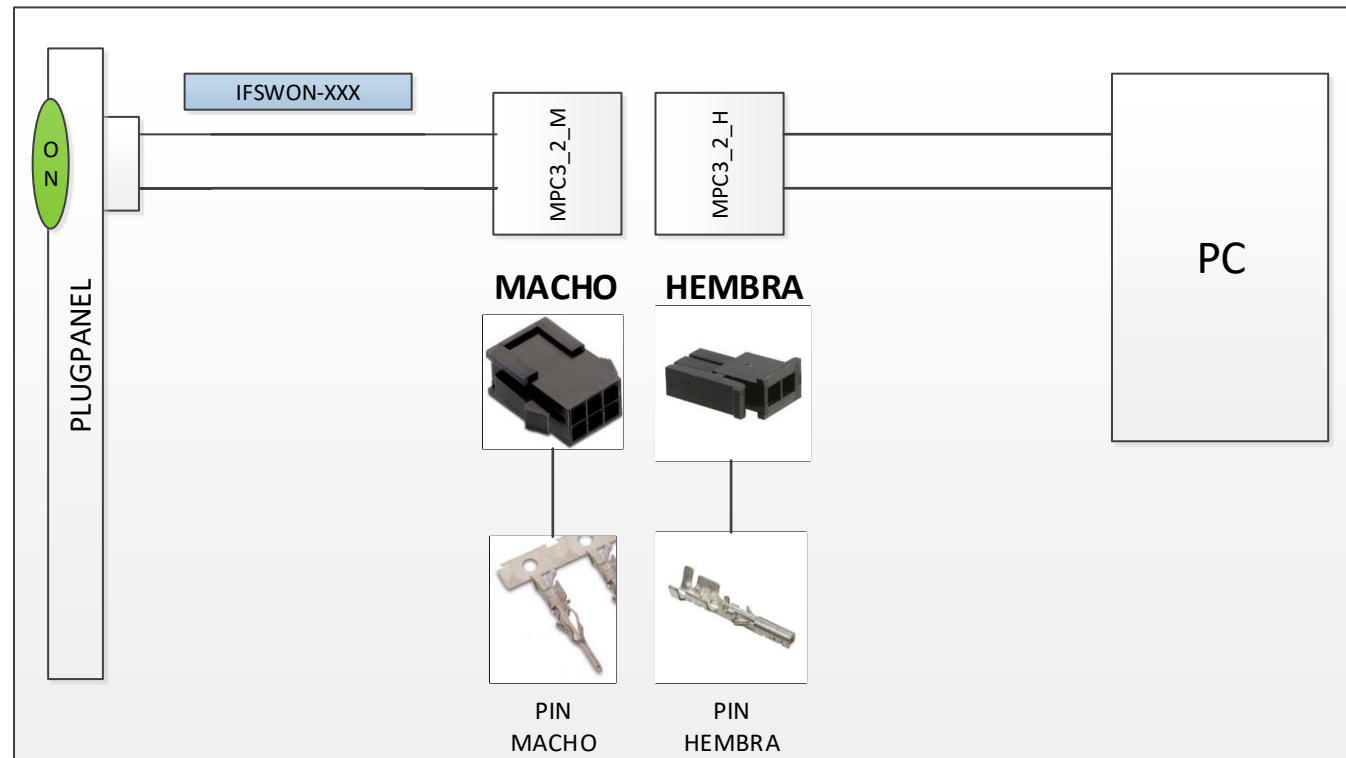 IFSWON-XXX
O
N
PLUGPANEL
MPC3_2_M
MPC3_2_H
PC
MACHO
HEMBRA
PIN
MACHO
PIN
HEMBRA